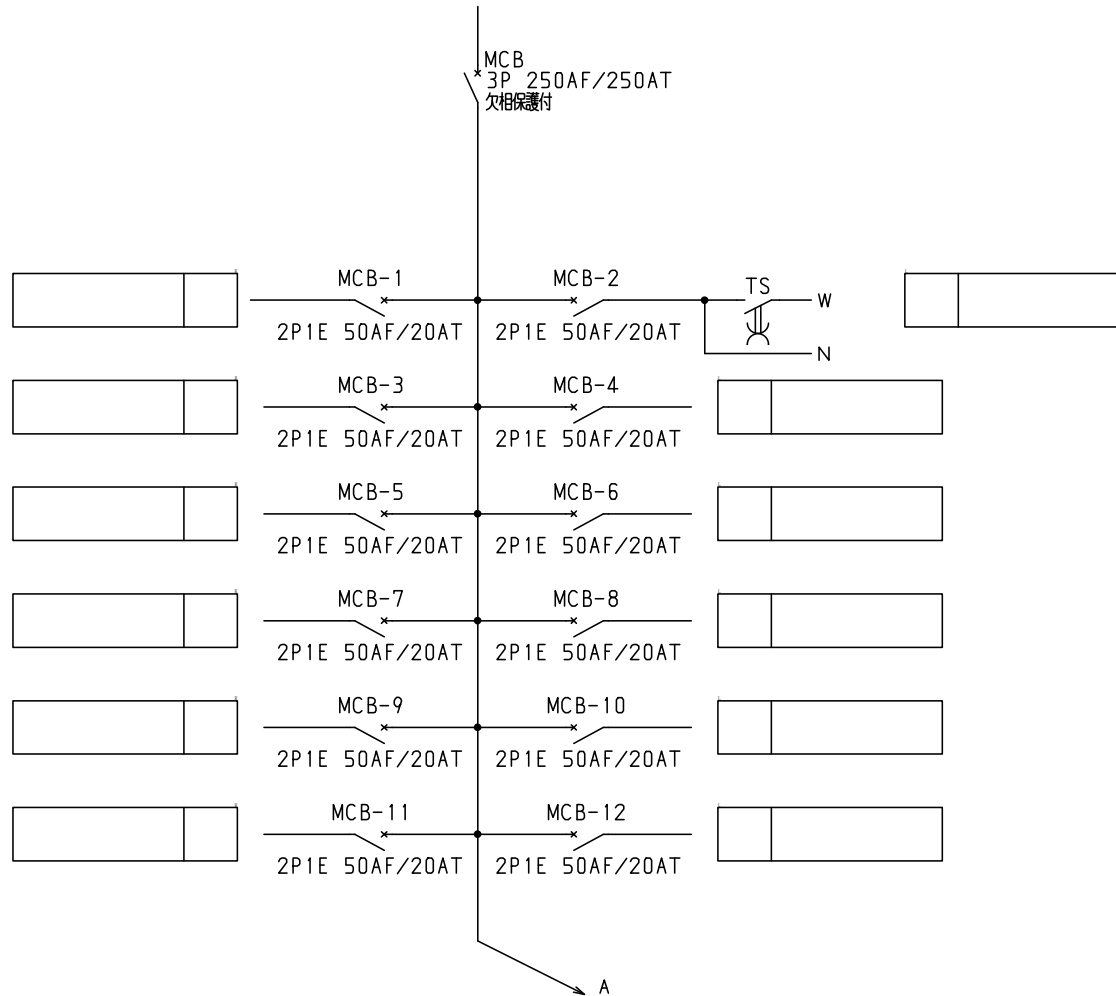 MCB
3P 250AF/250AT
欠相保護付
MCB-1
2P1E 50AF/20AT
MCB-2
2P1E 50AF/20AT
TS
W
N
MCB-3
2P1E 50AF/20AT
MCB-4
2P1E 50AF/20AT
MCB-5
2P1E 50AF/20AT
MCB-6
2P1E 50AF/20AT
MCB-7
2P1E 50AF/20AT
MCB-8
2P1E 50AF/20AT
MCB-9
2P1E 50AF/20AT
MCB-10
2P1E 50AF/20AT
MCB-11
2P1E 50AF/20AT
MCB-12
2P1E 50AF/20AT
A